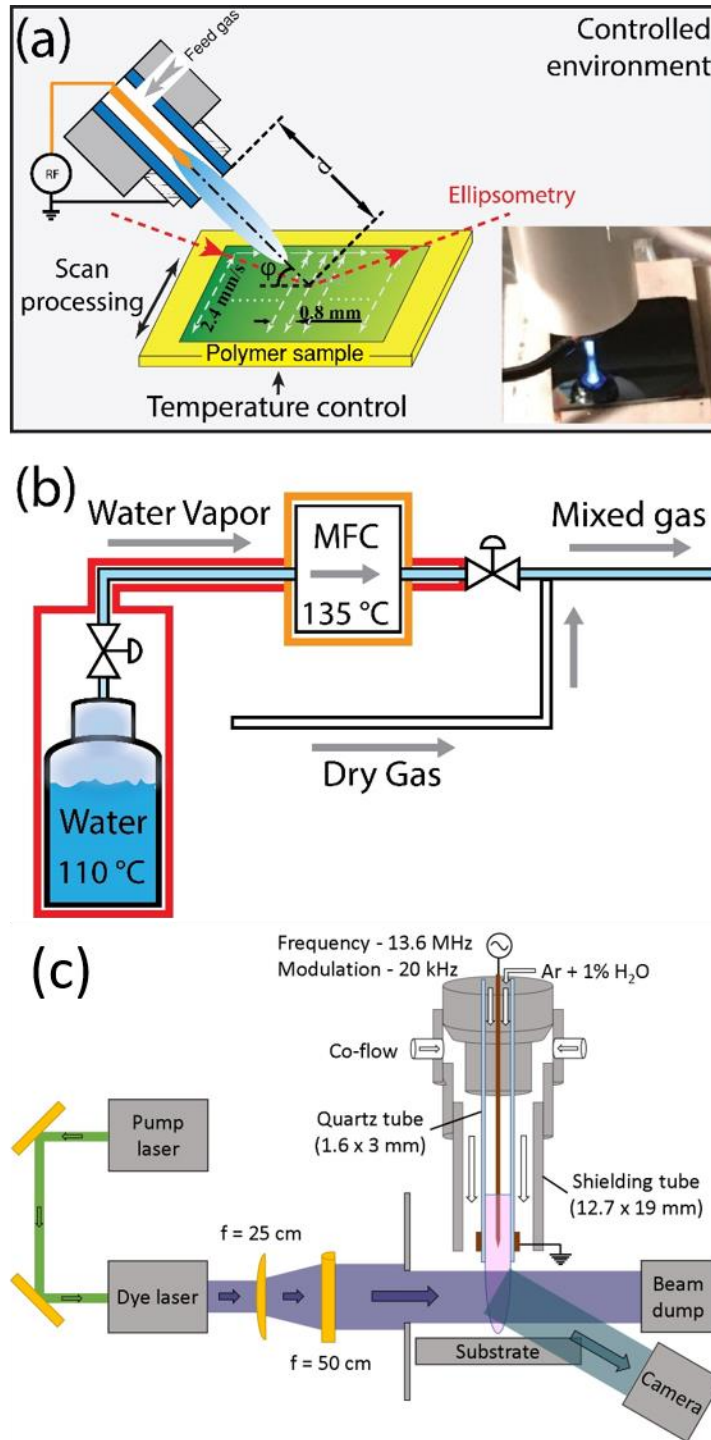 (a)
Controlled
environment
Feed gas
RF
d
Ellipsometry
Scan
processing
φ
2.4 mm/s
0.8 mm
Polymer sample
Temperature control
(b)
Water Vapor
Mixed gas
MFC
135 °C
Dry Gas
Water
110 °C
(c)
Frequency - 13.6 MHz
Modulation - 20 kHz
Ar + 1% H₂O
Co-flow
Quartz tube
(1.6 x 3 mm)
Pump
laser
Shielding tube
(12.7 x 19 mm)
f = 25 cm
Dye laser
Beam
dump
f = 50 cm
Substrate
Camera